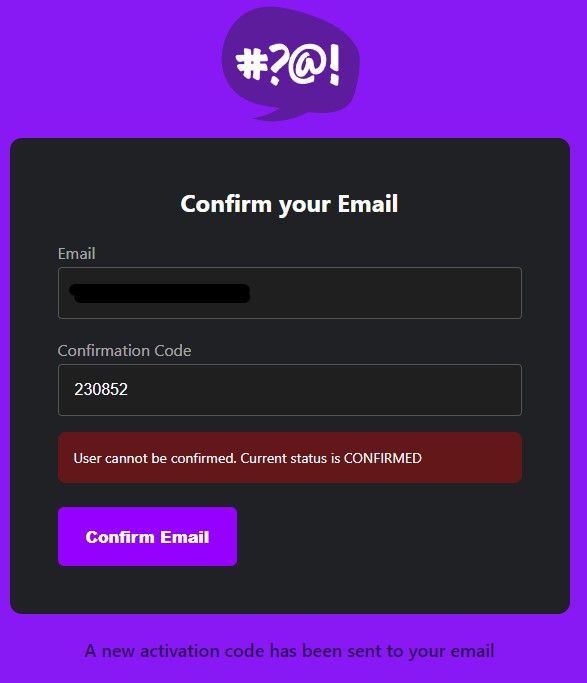 #?@!
Confirm your Email
Email
Confirmation Code
230852
User cannot be confirmed. Current status is CONFIRMED
Confirm Email
A new activation code has been sent to your email